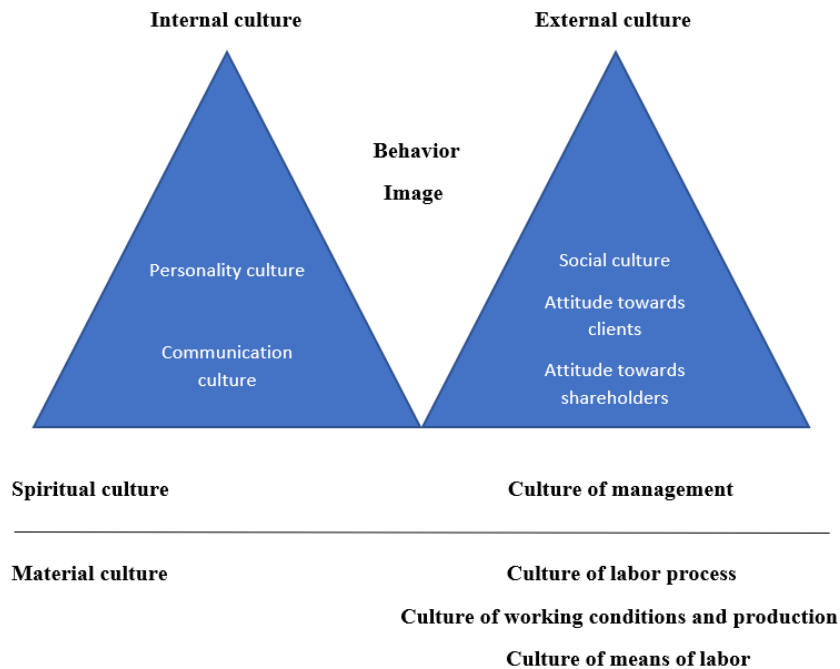 Internal culture
External culture
Behavior
Image
Personality culture
Communication
culture
Social culture
Attitude towards
clients
Attitude towards
shareholders
Spiritual culture
Culture of management
Material culture
Culture of labor process
Culture of working conditions and production
Culture of means of labor